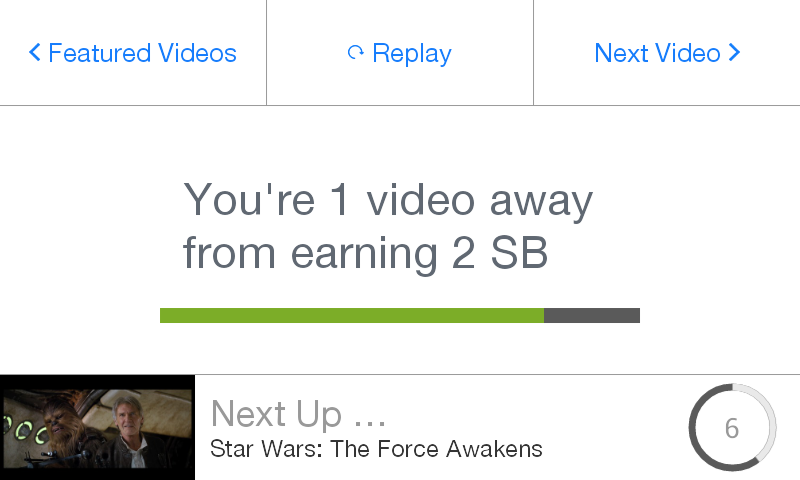 Featured Videos
Replay
Next Video
You're 1 video away
from earning 2 SB
Next Up ...
Star Wars: The Force Awakens
6